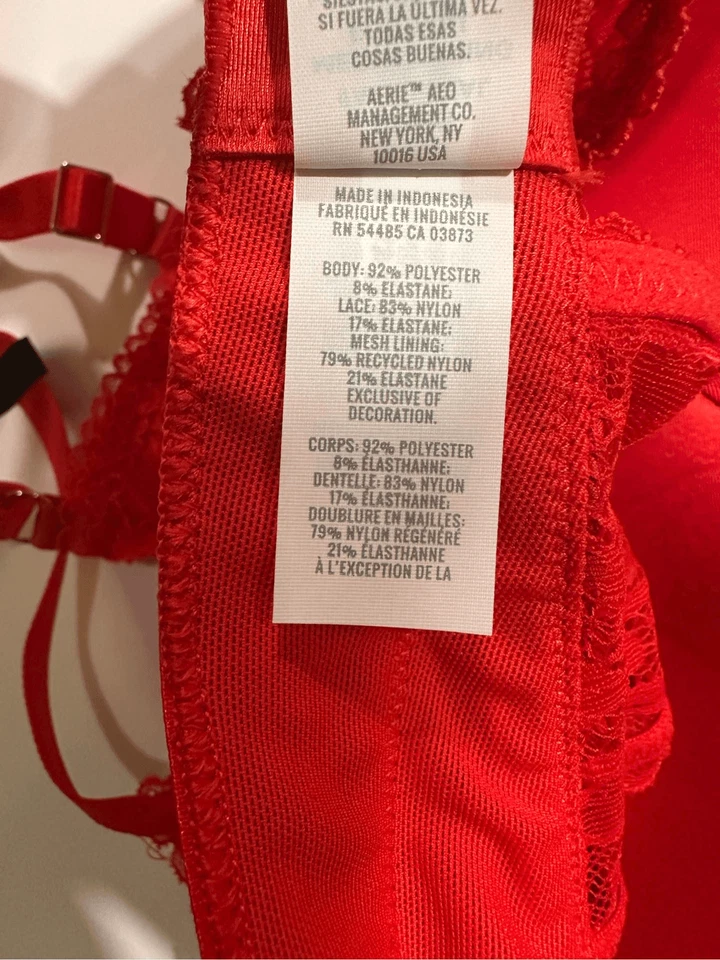 SI FUERA LA ÚLTIMA VEZ.
TODAS ESAS
COSAS BUENAS.
AERIE™ AEO
MANAGEMENT CO.
NEW YORK, NY
10016 USA
MADE IN INDONESIA
FABRIQUÉ EN INDONÉSIE
RN 54485 CA 03873
BODY: 92% POLYESTER
8% ELASTANE;
LACE: 83% NYLON
17% ELASTANE;
MESH LINING:
79% RECYCLED NYLON
21% ELASTANE
EXCLUSIVE OF
DECORATION.
CORPS: 92% POLYESTER
8% ÉLASTHANNE;
DENTELLE: 83% NYLON
17% ÉLASTHANNE;
DOUBLURE EN MAILLES:
79% NYLON RÉGÉNÉRÉ
21% ÉLASTHANNE
À L'EXCEPTION DE LA